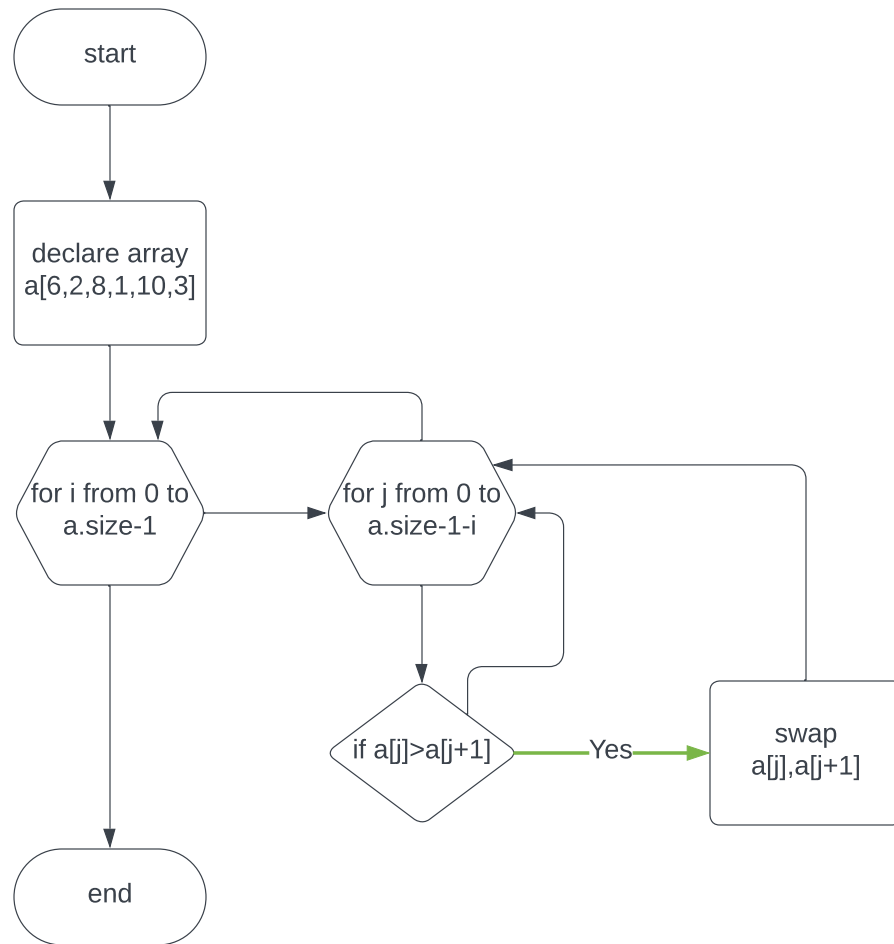 start
declare array
a[6,2,8,1,10,3]
for i from 0 to
a.size-1
for j from 0 to
a.size-1-i
if a[j]>a[j+1]
Yes
swap
a[j],a[j+1]
end